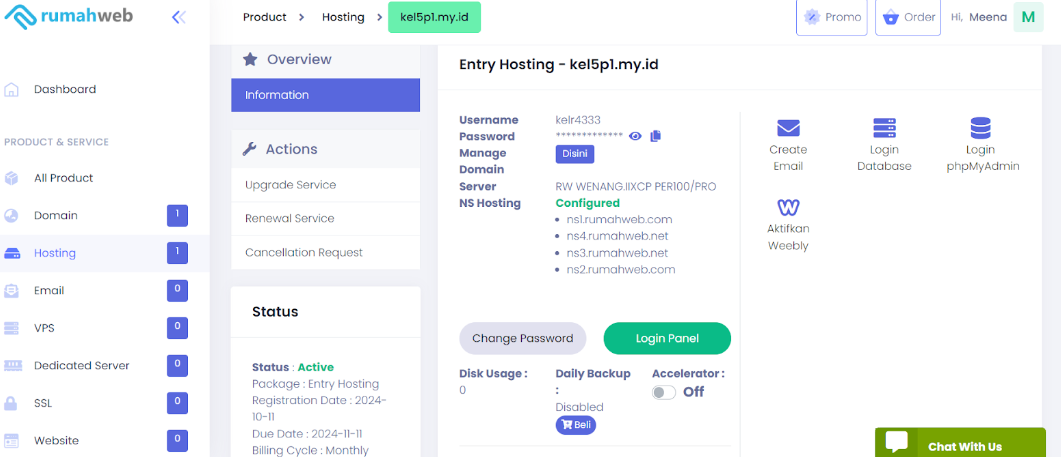 rumahweb
Product > Hosting > kel5p1.my.id
Promo
Order
Hi, Meena
M
Dashboard
PRODUCT & SERVICE
All Product
Domain 1
Hosting 1
Email 0
VPS 0
Dedicated Server 0
SSL 0
Website 0
Overview
Information
Actions
Upgrade Service
Renewal Service
Cancellation Request
Status
Status : Active
Package : Entry Hosting
Registration Date : 2024-
10-11
Due Date : 2024-11-11
Billing Cycle : Monthly
Entry Hosting - kel5p1.my.id
Username kelr4333
Password *************
Manage Disini
Domain
Server RW WENANG.IIXCP PER100/PRO
NS Hosting Configured
• ns1.rumahweb.com
• ns4.rumahweb.net
• ns3.rumahweb.net
• ns2.rumahweb.com
Change Password
Login Panel
Disk Usage :
0
Daily Backup
:
Disabled
Beli
Accelerator :
Off
Create
Email
Login
Database
Login
phpMyAdmin
Aktifkan
Weebly
Chat With Us